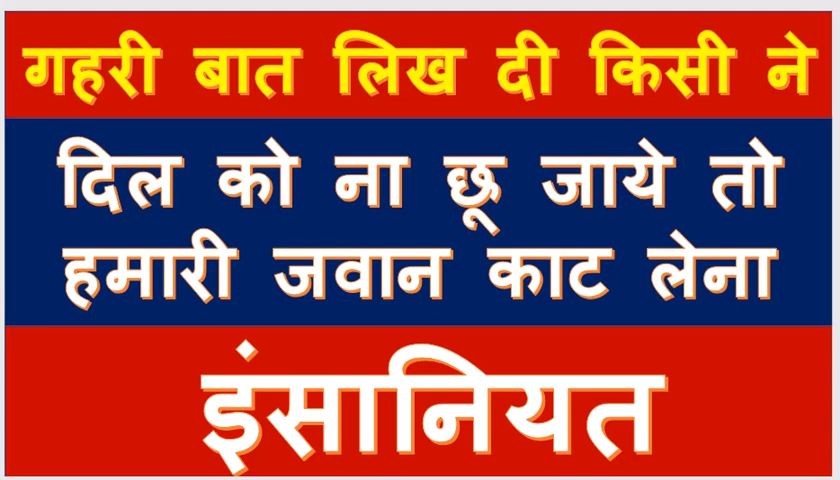 गहरी बात लिख दी किसी ने
दिल को ना छू जाये तो
हमारी जवान काट लेना
इंसानियत